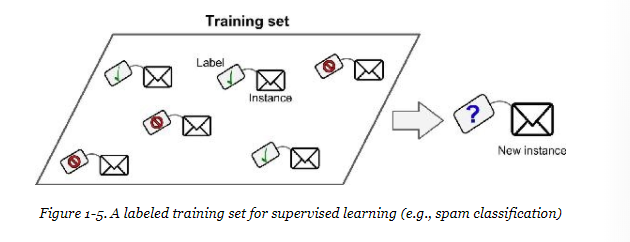 Training set
Label
Instance
?
New instance
Figure 1-5. A labeled training set for supervised learning (e.g., spam classification)